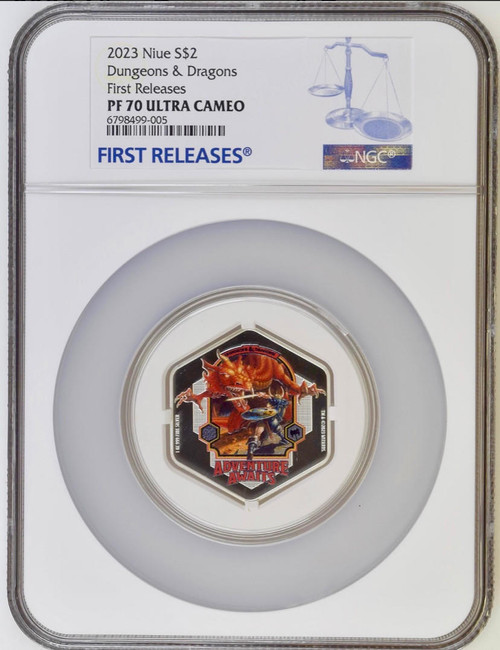 2023 Niue S$2
Dungeons & Dragons
First Releases
PF 70 ULTRA CAMEO
6798499-005
FIRST RELEASES®
NGC®
ADVENTURE
AWAITS